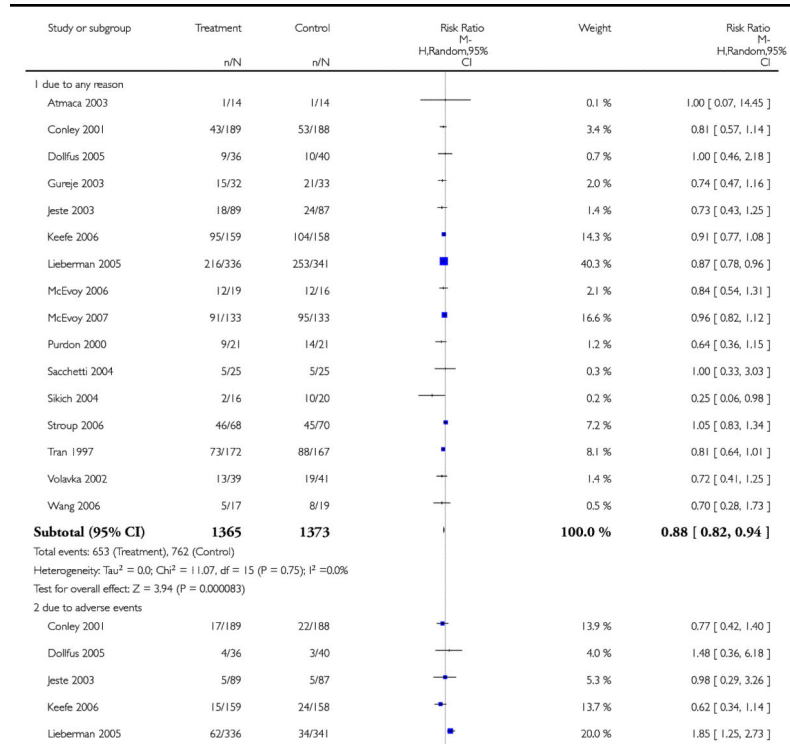 Study or subgroup Treatment Control Risk Ratio Weight Risk Ratio
M- M-
H,Random,95% H,Random,95%
n/N n/N CI CI
1 due to any reason
Atmaca 2003 1/14 1/14 0.1 % 1.00 [ 0.07, 14.45 ]
Conley 2001 43/189 53/188 3.4 % 0.81 [ 0.57, 1.14 ]
Dollfus 2005 9/36 10/40 0.7 % 1.00 [ 0.46, 2.18 ]
Gureje 2003 15/32 21/33 2.0 % 0.74 [ 0.47, 1.16 ]
Jeste 2003 18/89 24/87 1.4 % 0.73 [ 0.43, 1.25 ]
Keefe 2006 95/159 104/158 14.3 % 0.91 [ 0.77, 1.08 ]
Lieberman 2005 216/336 253/341 40.3 % 0.87 [ 0.78, 0.96 ]
McEvoy 2006 12/19 12/16 2.1 % 0.84 [ 0.54, 1.31 ]
McEvoy 2007 91/133 95/133 16.6 % 0.96 [ 0.82, 1.12 ]
Purdon 2000 9/21 14/21 1.2 % 0.64 [ 0.36, 1.15 ]
Sacchetti 2004 5/25 5/25 0.3 % 1.00 [ 0.33, 3.03 ]
Sikich 2004 2/16 10/20 0.2 % 0.25 [ 0.06, 0.98 ]
Stroup 2006 46/68 45/70 7.2 % 1.05 [ 0.83, 1.34 ]
Tran 1997 73/172 88/167 8.1 % 0.81 [ 0.64, 1.01 ]
Volavka 2002 13/39 19/41 1.4 % 0.72 [ 0.41, 1.25 ]
Wang 2006 5/17 8/19 0.5 % 0.70 [ 0.28, 1.73 ]
Subtotal (95% CI) 1365 1373 100.0 % 0.88 [ 0.82, 0.94 ]
Total events: 653 (Treatment), 762 (Control)
Heterogeneity: Tau² = 0.0; Chi² = 11.07, df = 15 (P = 0.75); I² =0.0%
Test for overall effect: Z = 3.94 (P = 0.000083)
2 due to adverse events
Conley 2001 17/189 22/188 13.9 % 0.77 [ 0.42, 1.40 ]
Dollfus 2005 4/36 3/40 4.0 % 1.48 [ 0.36, 6.18 ]
Jeste 2003 5/89 5/87 5.3 % 0.98 [ 0.29, 3.26 ]
Keefe 2006 15/159 24/158 13.7 % 0.62 [ 0.34, 1.14 ]
Lieberman 2005 62/336 34/341 20.0 % 1.85 [ 1.25, 2.73 ]